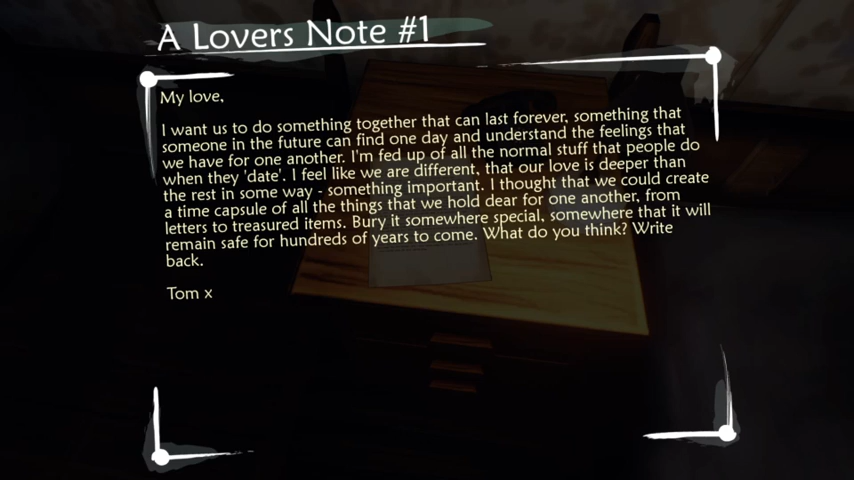 A Lovers Note #1
My love,
I want us to do something together that can last forever, something that
someone in the future can find one day and understand the feelings that
we have for one another. I'm fed up of all the normal stuff that people do
when they 'date'. I feel like we are different, that our love is deeper than
the rest in some way - something important. I thought that we could create
a time capsule of all the things that we hold dear for one another, from
letters to treasured items. Bury it somewhere special, somewhere that it will
remain safe for hundreds of years to come. What do you think? Write
back.
Tom x